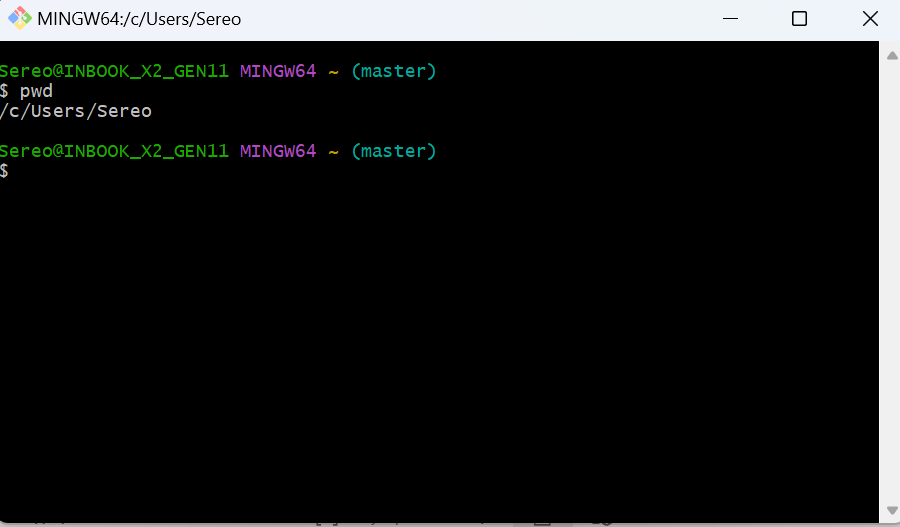 MINGW64:/c/Users/Sereo
Sereo@INBOOK_X2_GEN11 MINGW64 ~ (master)
$ pwd
/c/Users/Sereo
Sereo@INBOOK_X2_GEN11 MINGW64 ~ (master)
$